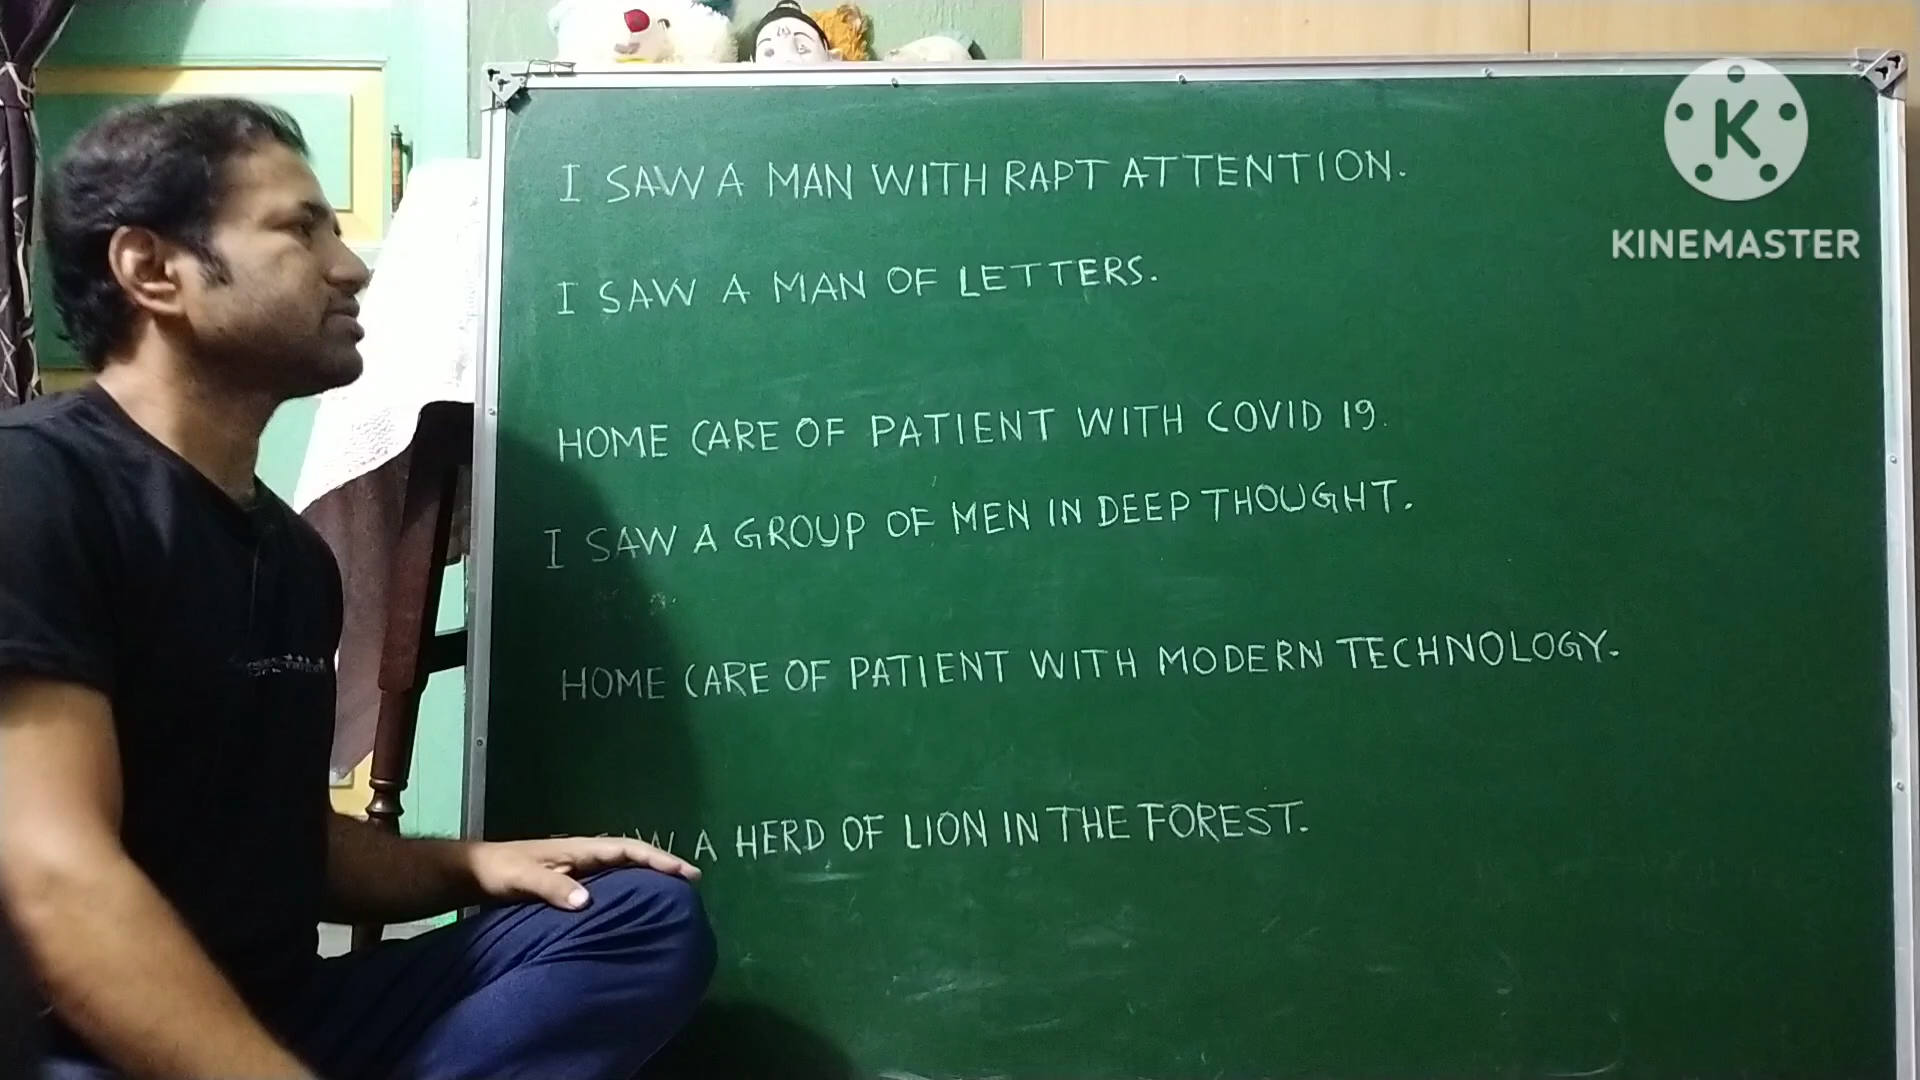 I SAW A MAN WITH RAPT ATTENTION.
I SAW A MAN OF LETTERS.
HOME CARE OF PATIENT WITH COVID 19.
I SAW A GROUP OF MEN IN DEEP THOUGHT.
HOME CARE OF PATIENT WITH MODERN TECHNOLOGY.
A HERD OF LION IN THE FOREST.
K
KINEMASTER